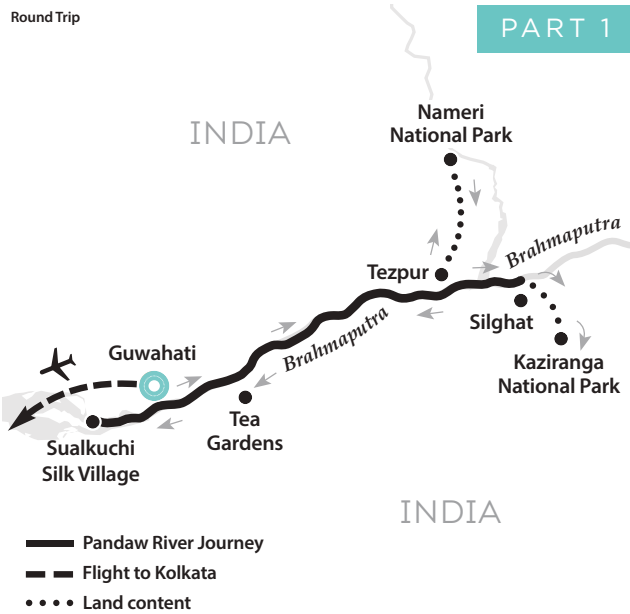 Round Trip
PART 1
INDIA
Nameri
National Park
Brahmaputra
Tezpur
Silghat
Kaziranga
National Park
Brahmaputra
Guwahati
Tea
Gardens
Sualkuchi
Silk Village
INDIA
Pandaw River Journey
Flight to Kolkata
Land content